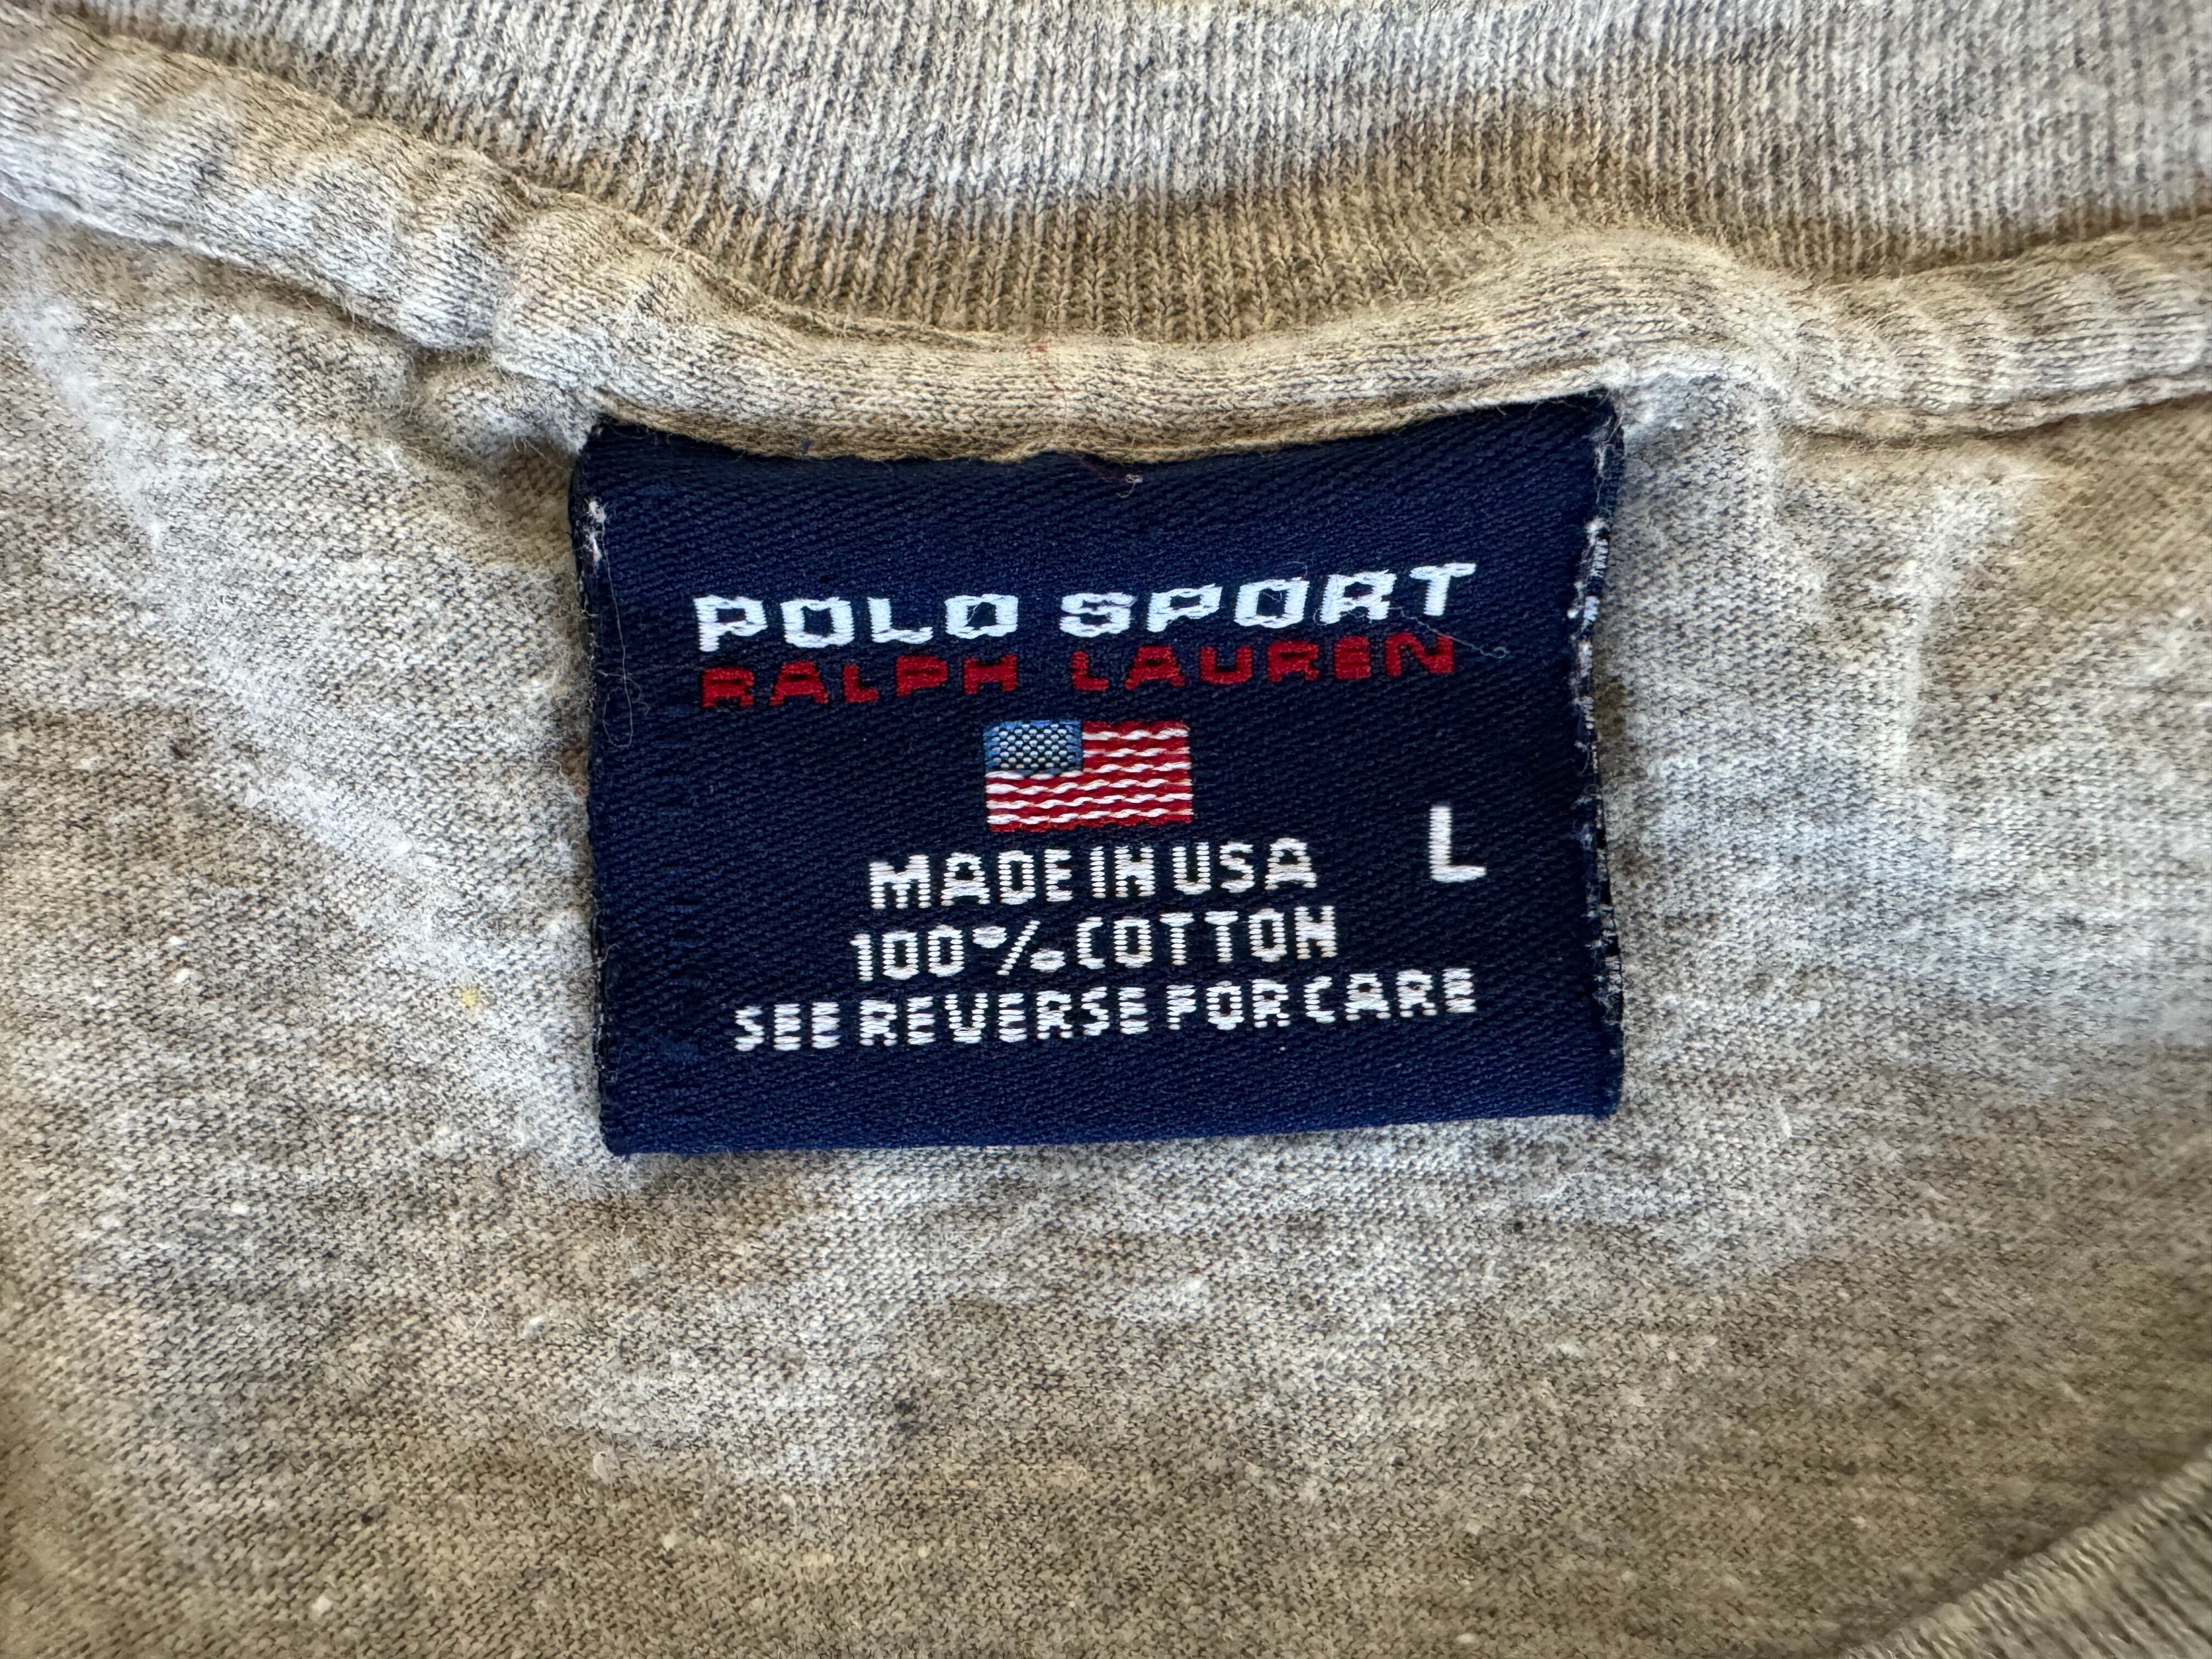 POLO SPORT
RALPH LAUREN
MADE IN USA
L
100% COTTON
SEE REVERSE FOR CARE